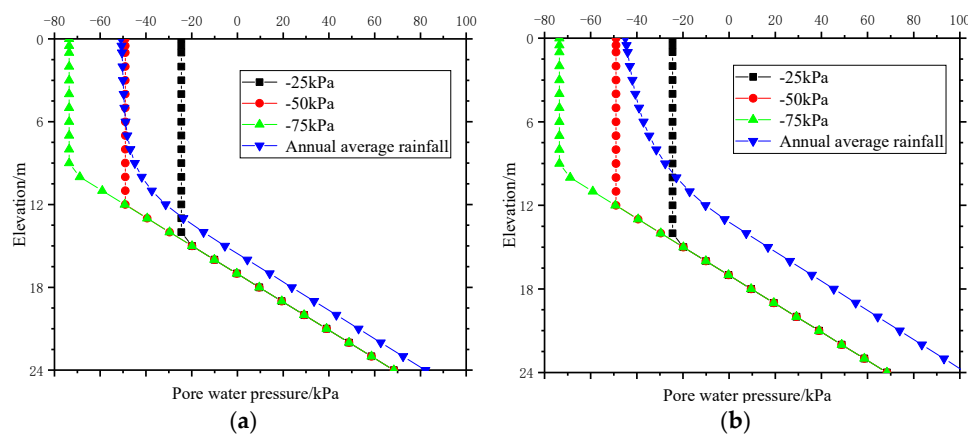 -80 -60 -40 -20 0 20 40 60 80 100
0
6
12
18
24
Elevation/m
-25kPa
-50kPa
-75kPa
Annual average rainfall
Pore water pressure/kPa
(a)
-80 -60 -40 -20 0 20 40 60 80 100
0
6
12
18
24
Elevation/m
-25kPa
-50kPa
-75kPa
Annual average rainfall
Pore water pressure/kPa
(b)